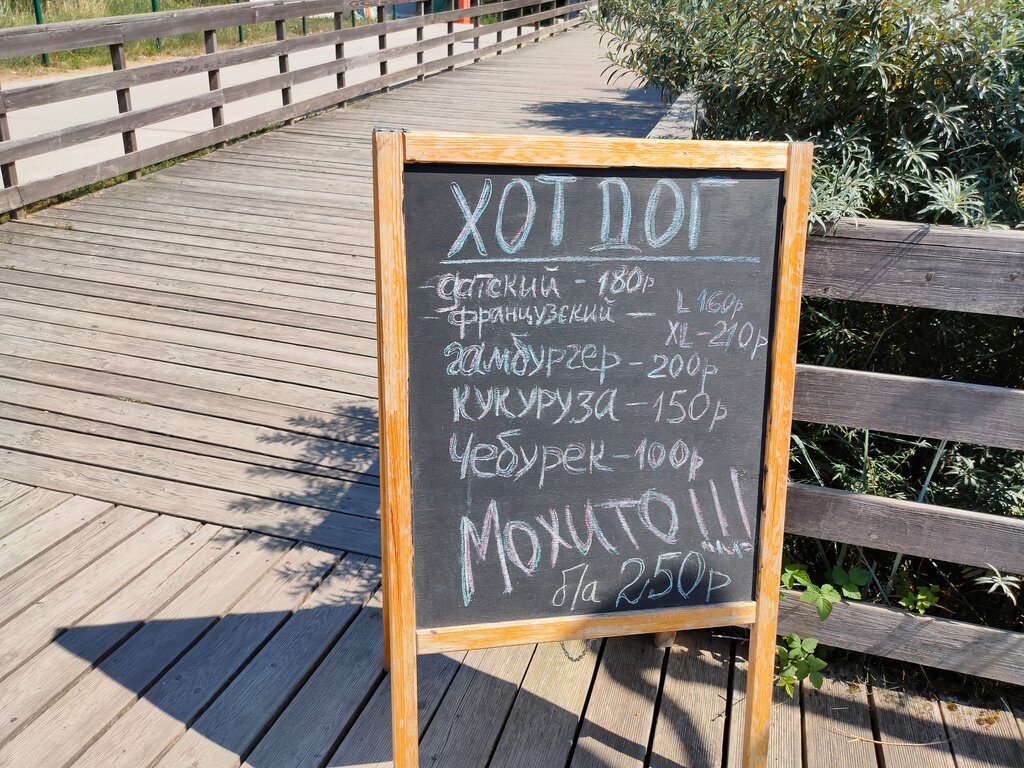 ХОТ ДОГ
- датский - 180р
- французский — L 160р
XL - 210р
гамбургер - 200р
кукуруза - 150р
Чебурек - 100р
Мохито!!!
б/а 250р